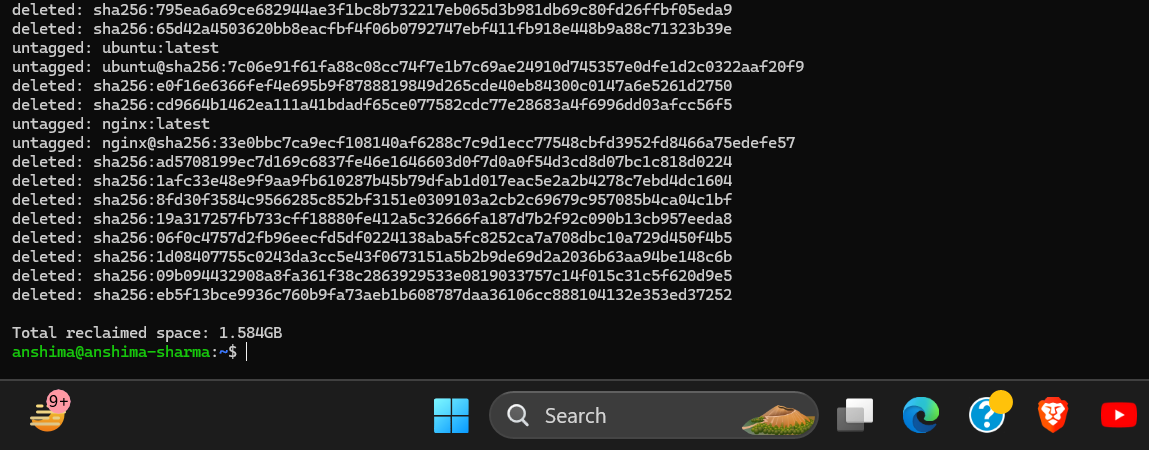 deleted: sha256:795ea6a69ce682944ae3f1bc8b732217eb065d3b981db69c80fd26ffbf05eda9
deleted: sha256:65d42a4503620bb8eacfbf4f06b0792747ebf411fb918e448b9a88c71323b39e
untagged: ubuntu:latest
untagged: ubuntu@sha256:7c06e91f61fa88c08cc74f7e1b7c69ae24910d745357e0dfe1d2c0322aaf20f9
deleted: sha256:e0f16e6366fef4e695b9f8788819849d265cde40eb84300c0147a6e5261d2750
deleted: sha256:cd9664b1462ea111a41bdadf65ce077582cdc77e28683a4f6996dd03afcc56f5
untagged: nginx:latest
untagged: nginx@sha256:33e0bbc7ca9ecf108140af6288c7c9d1ecc77548cbfd3952fd8466a75edefe57
deleted: sha256:ad5708199ec7d169c6837fe46e1646603d0f7d0a0f54d3cd8d07bc1c818d0224
deleted: sha256:1afc33e48e9f9aa9fb610287b45b79dfab1d017eac5e2a2b4278c7ebd4dc1604
deleted: sha256:8fd30f3584c9566285c852bf3151e0309103a2cb2c69679c957085b4ca04c1bf
deleted: sha256:19a317257fb733cff18880fe412a5c32666fa187d7b2f92c090b13cb957eeda8
deleted: sha256:06f0c4757d2fb96eecfd5df0224138aba5fc8252ca7a708dbc10a729d450f4b5
deleted: sha256:1d08407755c0243da3cc5e43f0673151a5b2b9de69d2a2036b63aa94be148c6b
deleted: sha256:09b094432908a8fa361f38c2863929533e0819033757c14f015c31c5f620d9e5
deleted: sha256:eb5f13bce9936c760b9fa73aeb1b608787daa36106cc888104132e353ed37252
Total reclaimed space: 1.584GB
anshima@anshima-sharma:~$
9+
Search
?